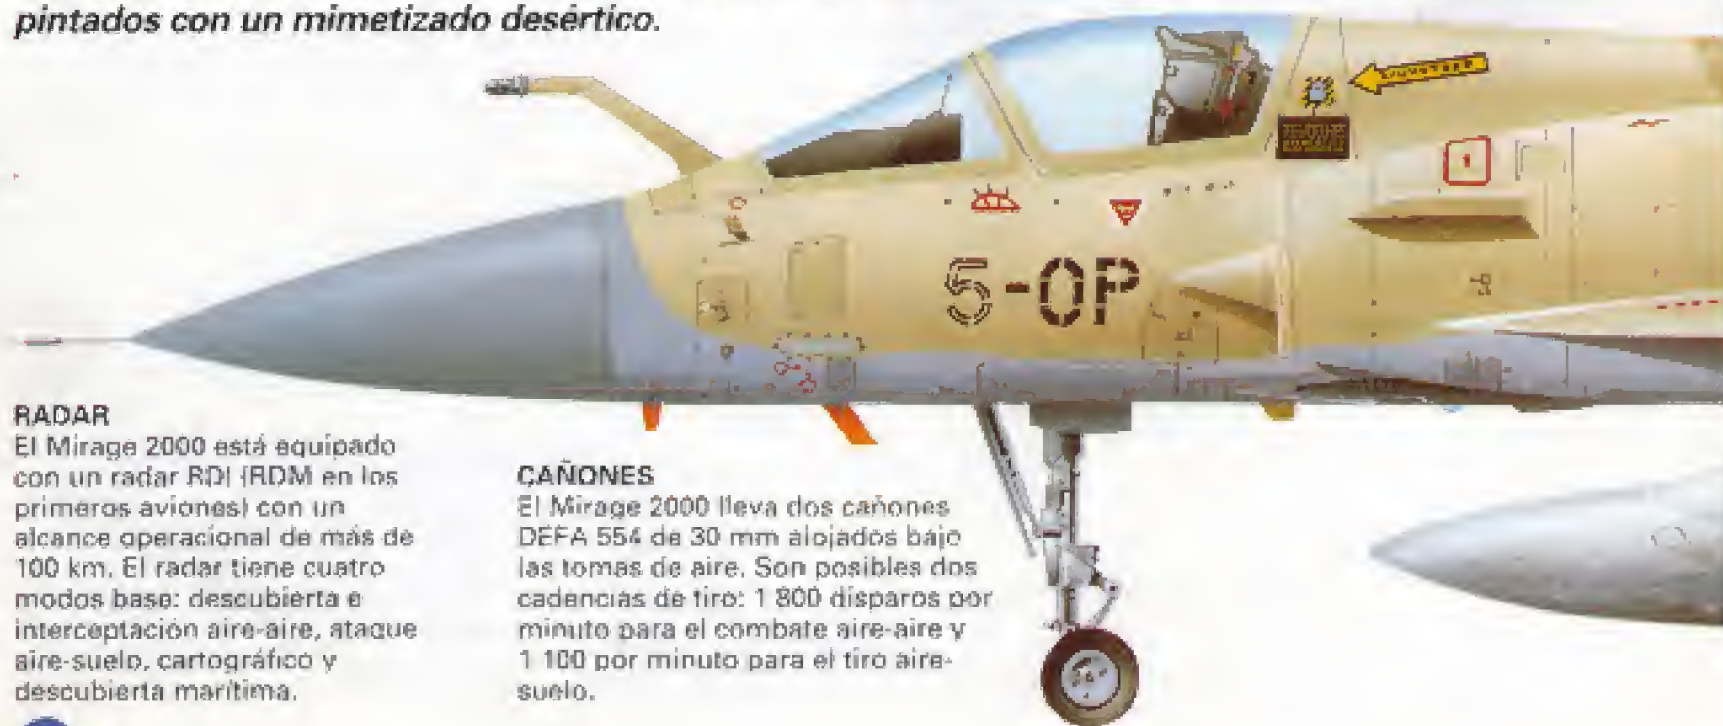 pintados con un mimetizado desértico.
5-OP
1
RADAR
El Mirage 2000 está equipado
con un radar RDI (RDM en los
primeros aviones) con un
alcance operacional de más de
100 km. El radar tiene cuatro
modos base: descubierta e
interceptación aire-aire, ataque
aire-suelo, cartográfico y
descubierta marítima.
CAÑONES
El Mirage 2000 lleva dos cañones
DEFA 554 de 30 mm alojados bajo
las tomas de aire. Son posibles dos
cadencias de tiro: 1 800 disparos por
minuto para el combate aire-aire y
1 100 por minuto para el tiro aire-
suelo.